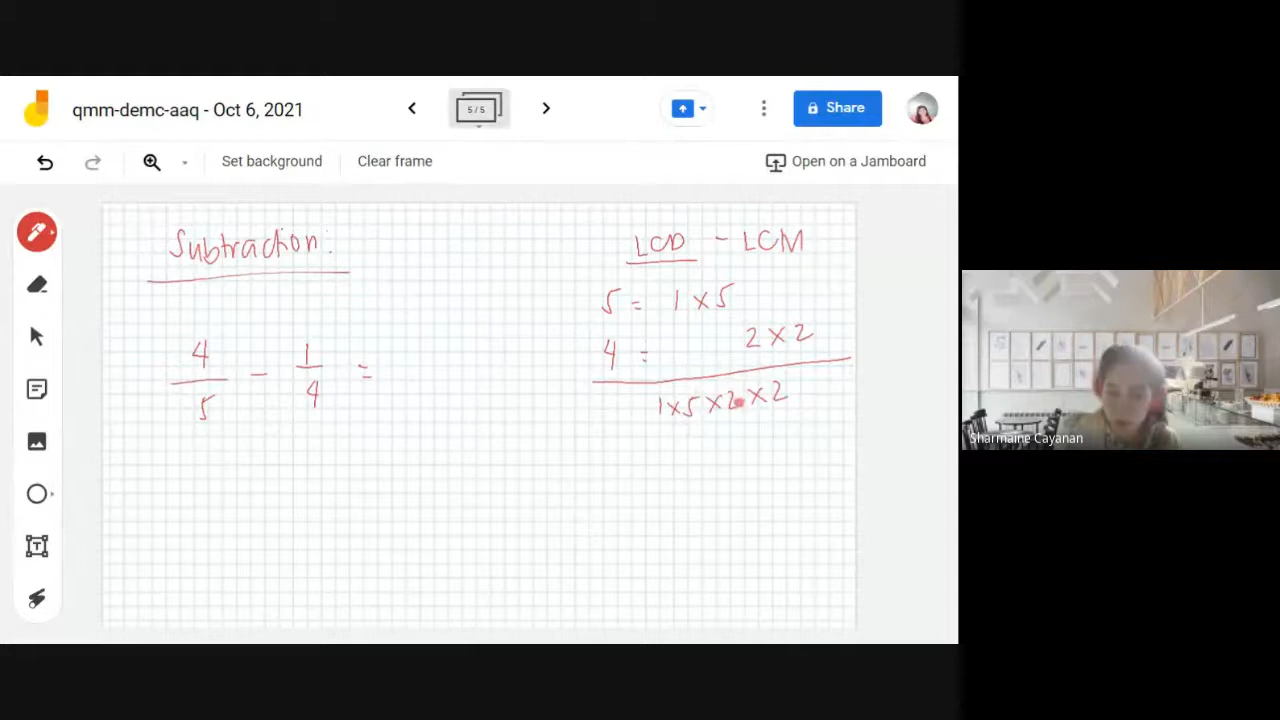 qmm-demc-aaq - Oct 6, 2021
5 / 5
Share
Set background
Clear frame
Open on a Jamboard
Subtraction:
LCD - LCM
5 = 1 x 5
4 = 2 x 2
1 x 5 x 2 x 2
4/5 - 1/4 =
Sharmaine Cayanan